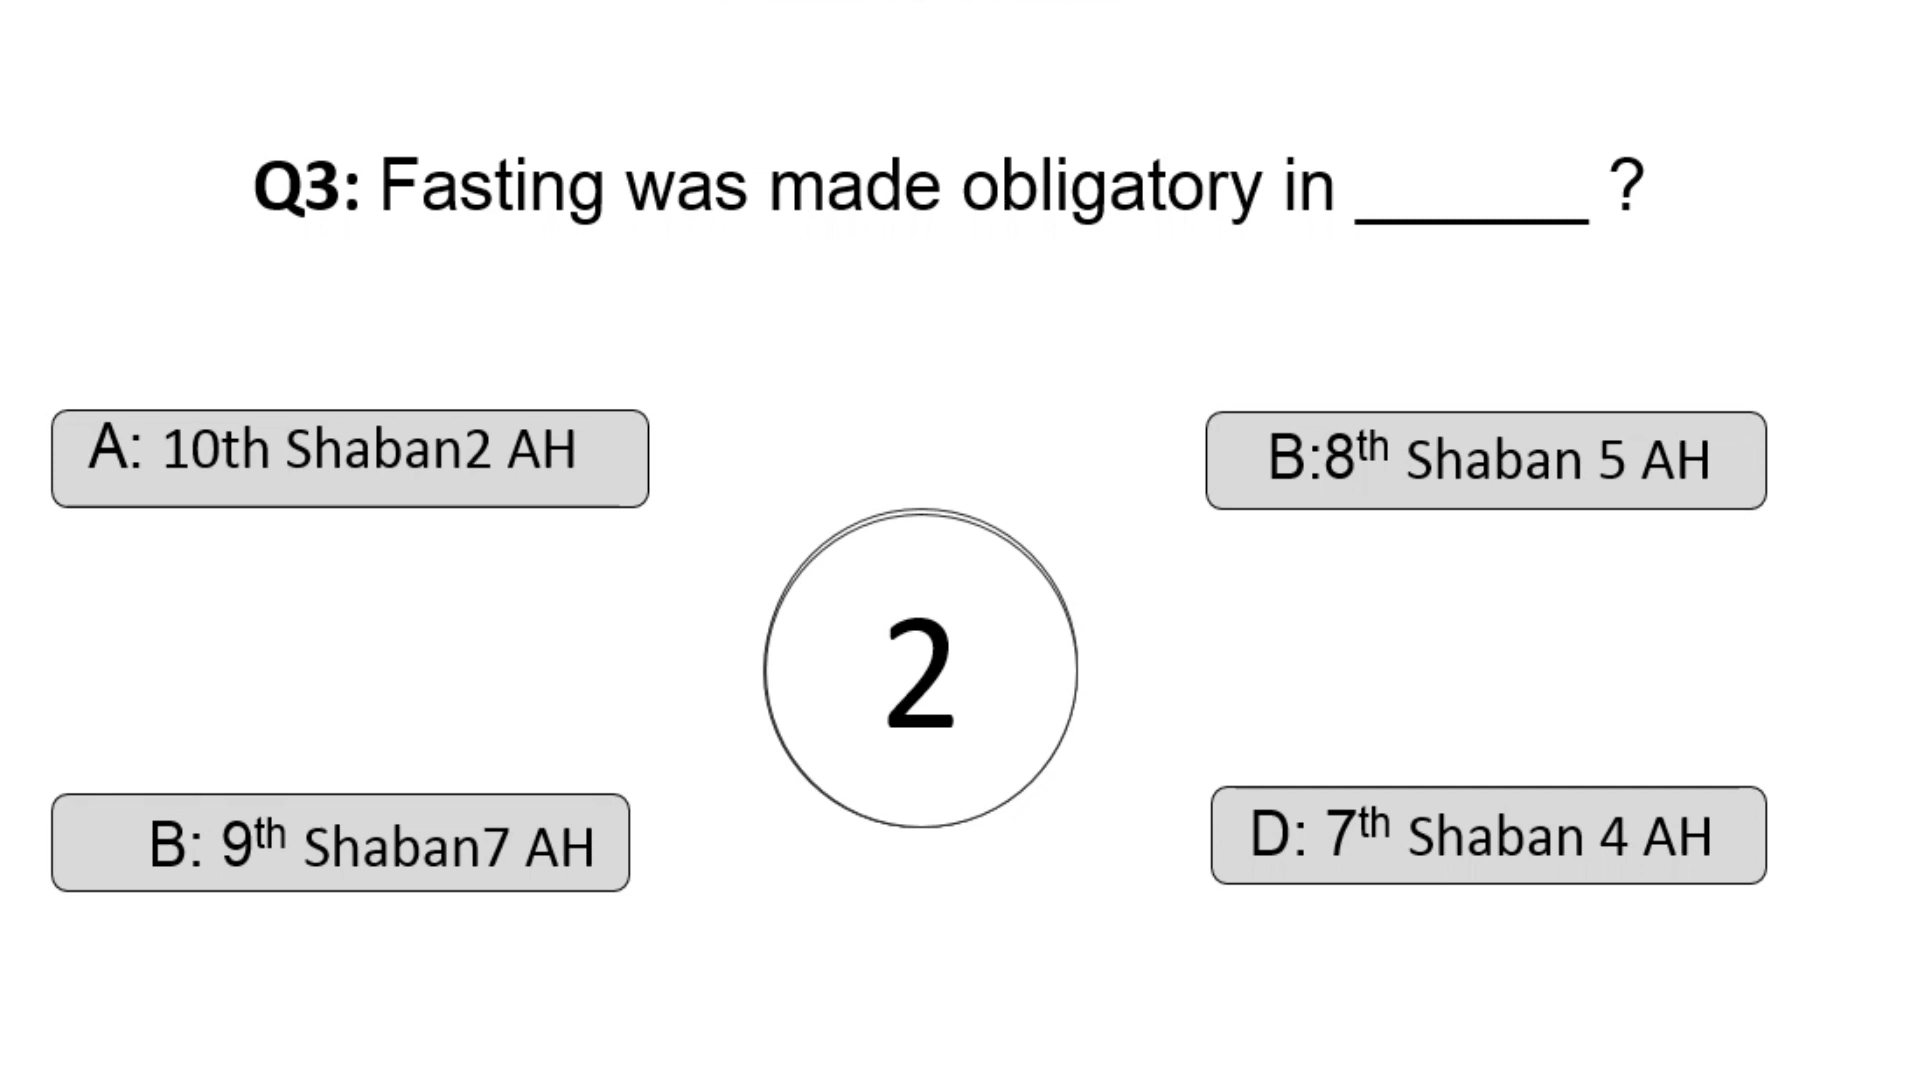 Q3: Fasting was made obligatory in _______ ?
A: 10th Shaban2 AH
B:8th Shaban 5 AH
2
B: 9th Shaban7 AH
D: 7th Shaban 4 AH